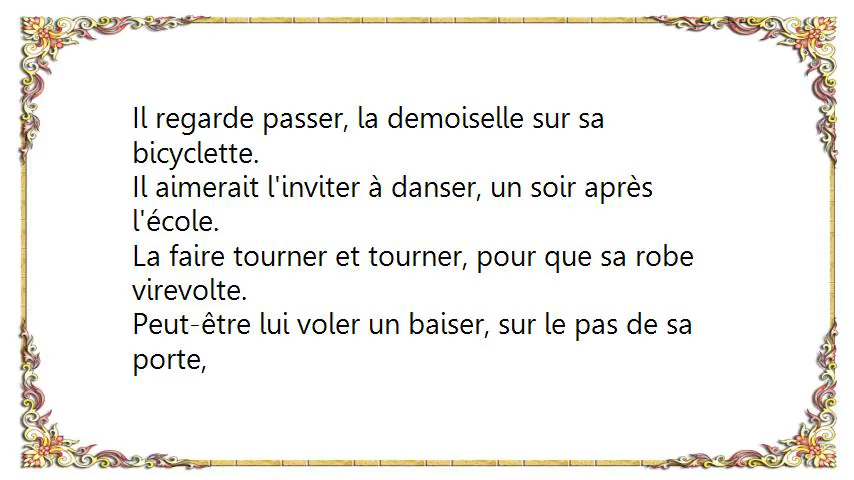 Il regarde passer, la demoiselle sur sa
bicyclette.
Il aimerait l'inviter à danser, un soir après
l'école.
La faire tourner et tourner, pour que sa robe
virevolte.
Peut-être lui voler un baiser, sur le pas de sa
porte,